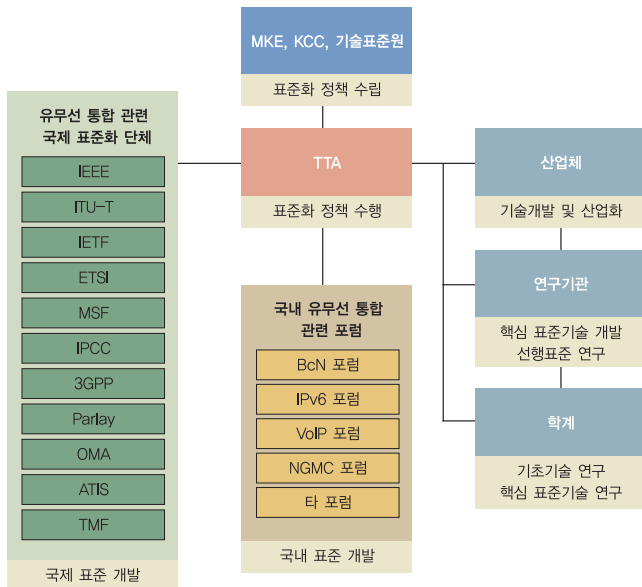 MKE, KCC, 기술표준원
표준화 정책 수립
유무선 통합 관련
국제 표준화 단체
IEEE
ITU-T
IETF
ETSI
MSF
IPCC
3GPP
Parlay
OMA
ATIS
TMF
국제 표준 개발
TTA
표준화 정책 수행
국내 유무선 통합
관련 포럼
BcN 포럼
IPv6 포럼
VoIP 포럼
NGMC 포럼
타 포럼
국내 표준 개발
산업체
기술개발 및 산업화
연구기관
핵심 표준기술 개발
선행표준 연구
학계
기초기술 연구
핵심 표준기술 연구